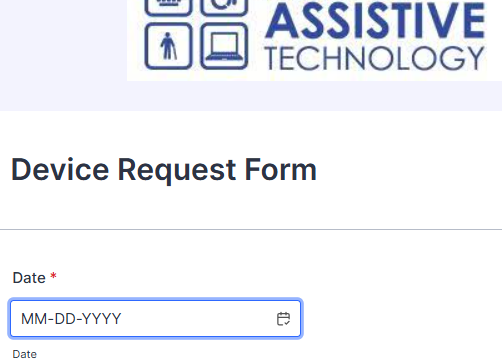 ASSISTIVE
TECHNOLOGY
Device Request Form
Date *
MM-DD-YYYY
Date